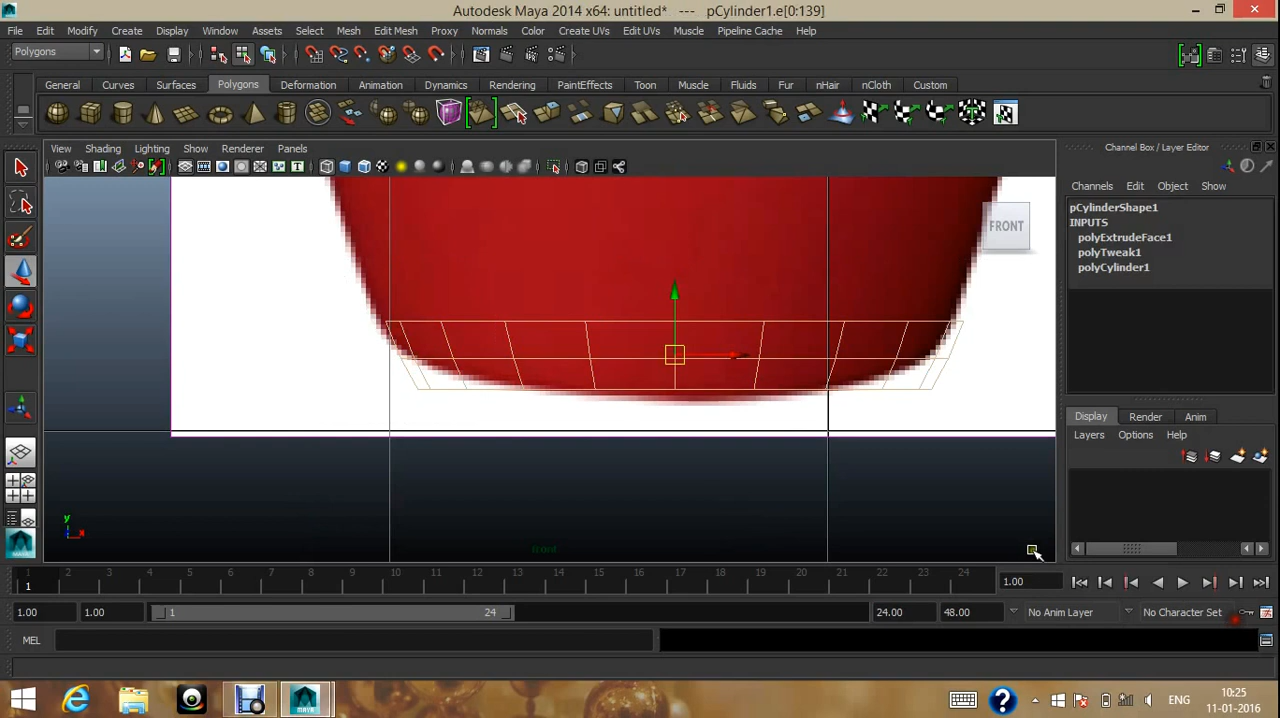 Autodesk Maya 2014 x64: untitled* --- pCylinder1.e[0:139]
File Edit Modify Create Display Window Assets Select Mesh Edit Mesh Proxy Normals Color Create UVs Edit UVs Muscle Pipeline Cache Help
Polygons
General Curves Surfaces Polygons Deformation Animation Dynamics Rendering PaintEffects Toon Muscle Fluids Fur nHair nCloth Custom
View Shading Lighting Show Renderer Panels
Channel Box / Layer Editor
Channels Edit Object Show
pCylinderShape1
INPUTS
polyExtrudeFace1
polyTweak1
polyCylinder1
FRONT
y
x
front
Display Render Anim
Layers Options Help
1 2 3 4 5 6 7 8 9 10 11 12 13 14 15 16 17 18 19 20 21 22 23 24
1
1.00
1.00 1.00 1 24 24.00 48.00 No Anim Layer No Character Set
MEL
ENG
10:25
11-01-2016